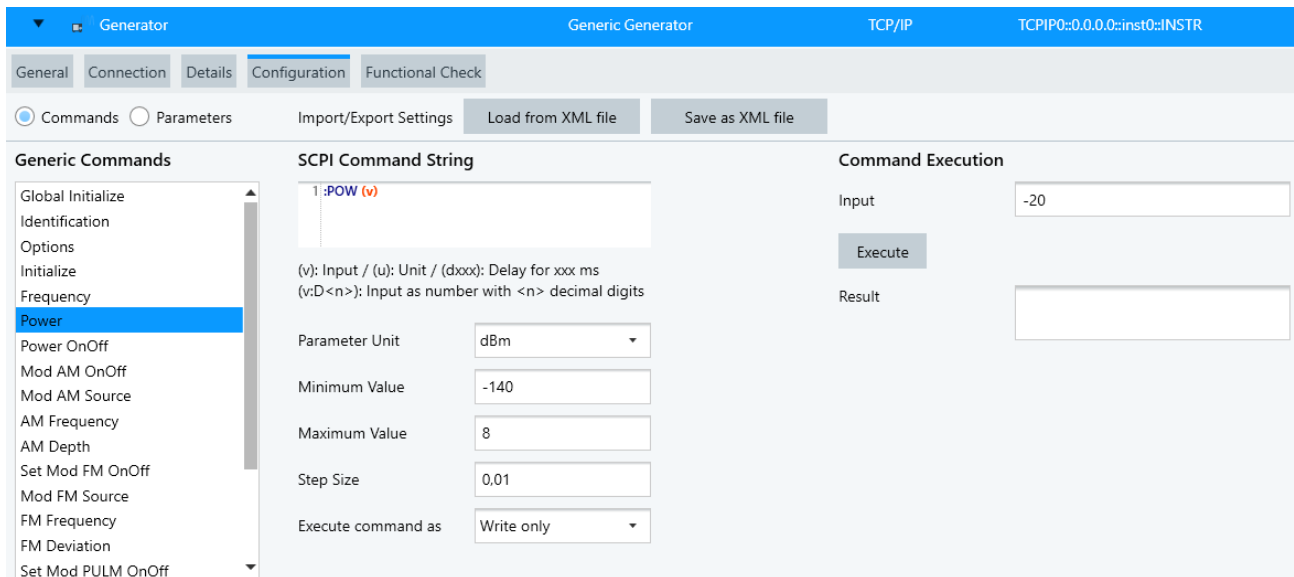 Generator Generic Generator TCP/IP TCPIP0::0.0.0.0::inst0::INSTR
General Connection Details Configuration Functional Check
Commands Parameters Import/Export Settings Load from XML file Save as XML file
Generic Commands
Global Initialize
Identification
Options
Initialize
Frequency
Power
Power OnOff
Mod AM OnOff
Mod AM Source
AM Frequency
AM Depth
Set Mod FM OnOff
Mod FM Source
FM Frequency
FM Deviation
Set Mod PULM OnOff
SCPI Command String
1 :POW (v)
(v): Input / (u): Unit / (dxxx): Delay for xxx ms
(v:D<n>): Input as number with <n> decimal digits
Parameter Unit dBm
Minimum Value -140
Maximum Value 8
Step Size 0,01
Execute command as Write only
Command Execution
Input -20
Execute
Result